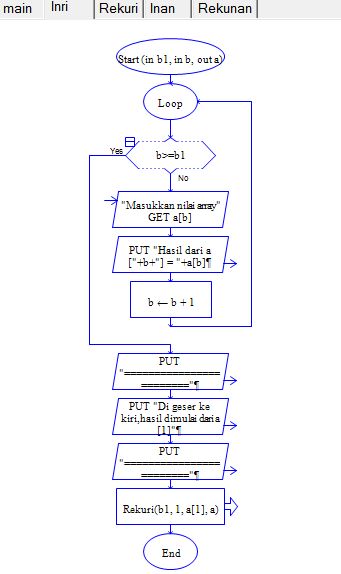 main Inri Rekuri Inan Rekunan
Start (in b1, in b, out a)
Loop
Yes
b>=b1
No
"Masukkan nilai array"
GET a[b]
PUT "Hasil dari a
["+b+"] = "+a[b]¶
b ← b + 1
PUT
"================
========"¶
PUT "Di geser ke
kiri,hasil dimulai dari a
[1]"¶
PUT
"================
========"¶
Rekuri(b1, 1, a[1], a)
End